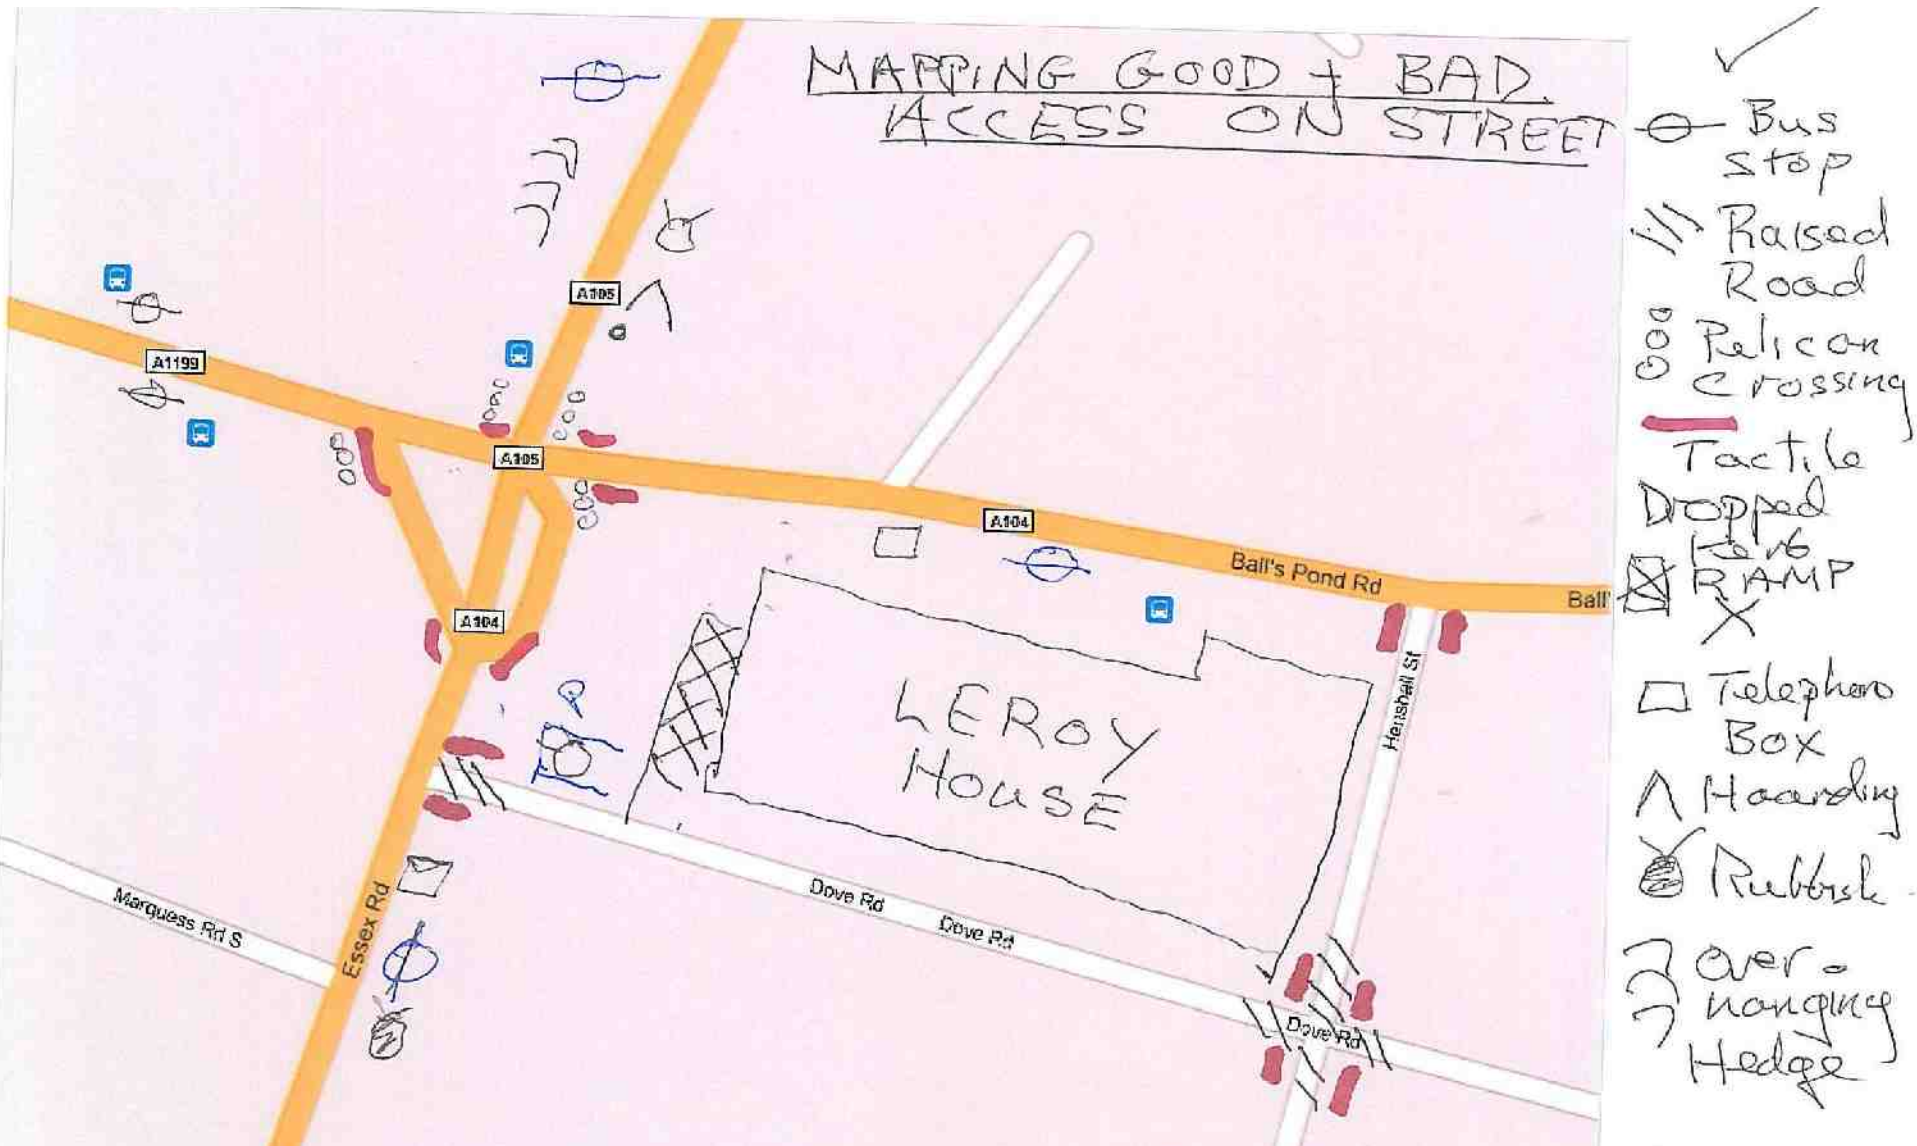 MAPPING GOOD + BAD
ACCESS ON STREET
A105
A1199
A105
A104
Ball's Pond Rd
Ball'
A104
Henshall St
LEROY
HOUSE
P
Dove Rd
Dove Rd
Dove Rd
Essex Rd
Marquess Rd S
Bus
stop
Raised
Road
Pelican
Crossing
Tactile
Dropped
Kerb
RAMP
X
Telephone
Box
Hoarding
Rubbish
over-
hanging
Hedge